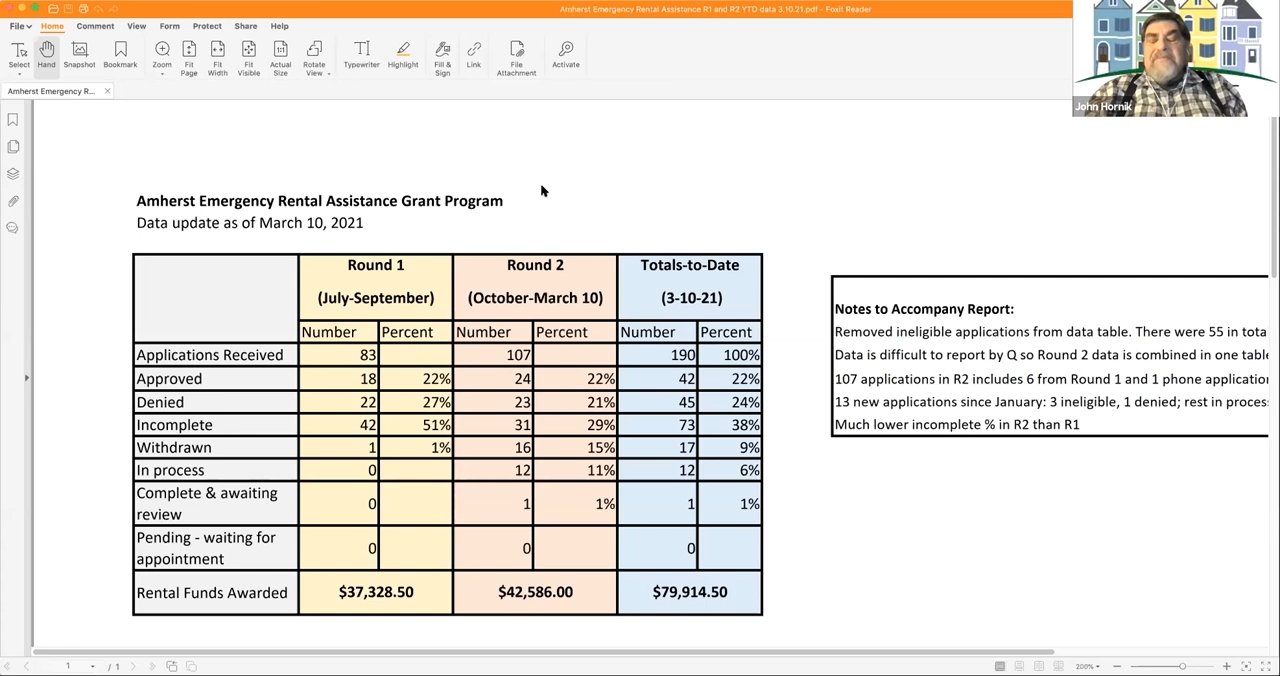 Amherst Emergency Rental Assistance R1 and R2 YTD data 3.10.21.pdf - Foxit Reader
File Home Comment View Form Protect Share Help
Select Hand Snapshot Bookmark Zoom Fit Page Fit Width Fit Visible Actual Size Rotate View Typewriter Highlight Fill & Sign Link File Attachment Activate
John Hornik
Amherst Emergency R...
Amherst Emergency Rental Assistance Grant Program
Data update as of March 10, 2021
Round 1 Round 2 Totals-to-Date
(July-September) (October-March 10) (3-10-21)
Number Percent Number Percent Number Percent
Applications Received 83 107 190 100%
Approved 18 22% 24 22% 42 22%
Denied 22 27% 23 21% 45 24%
Incomplete 42 51% 31 29% 73 38%
Withdrawn 1 1% 16 15% 17 9%
In process 0 12 11% 12 6%
Complete & awaiting
review 0 1 1% 1 1%
Pending - waiting for
appointment 0 0 0
Rental Funds Awarded $37,328.50 $42,586.00 $79,914.50
Notes to Accompany Report:
Removed ineligible applications from data table. There were 55 in tota
Data is difficult to report by Q so Round 2 data is combined in one table
107 applications in R2 includes 6 from Round 1 and 1 phone application
13 new applications since January: 3 ineligible, 1 denied; rest in process
Much lower incomplete % in R2 than R1
1 / 1 200%